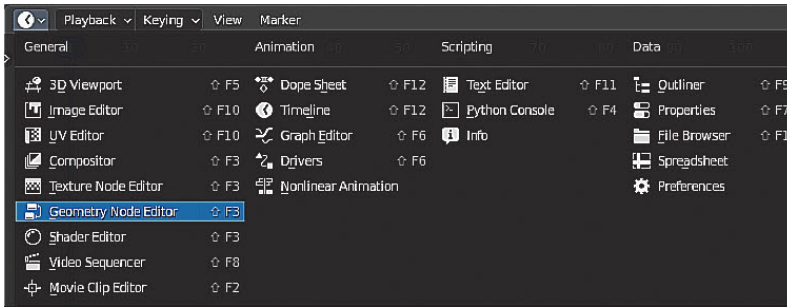 Playback Keying View Marker
General Animation Scripting Data
3D Viewport ⇧ F5
Image Editor ⇧ F10
UV Editor ⇧ F10
Compositor ⇧ F3
Texture Node Editor ⇧ F3
Geometry Node Editor ⇧ F3
Shader Editor ⇧ F3
Video Sequencer ⇧ F8
Movie Clip Editor ⇧ F2
Dope Sheet ⇧ F12
Timeline ⇧ F12
Graph Editor ⇧ F6
Drivers ⇧ F6
Nonlinear Animation
Text Editor ⇧ F11
Python Console ⇧ F4
Info
Outliner ⇧ F9
Properties ⇧ F7
File Browser ⇧ F1
Spreadsheet
Preferences